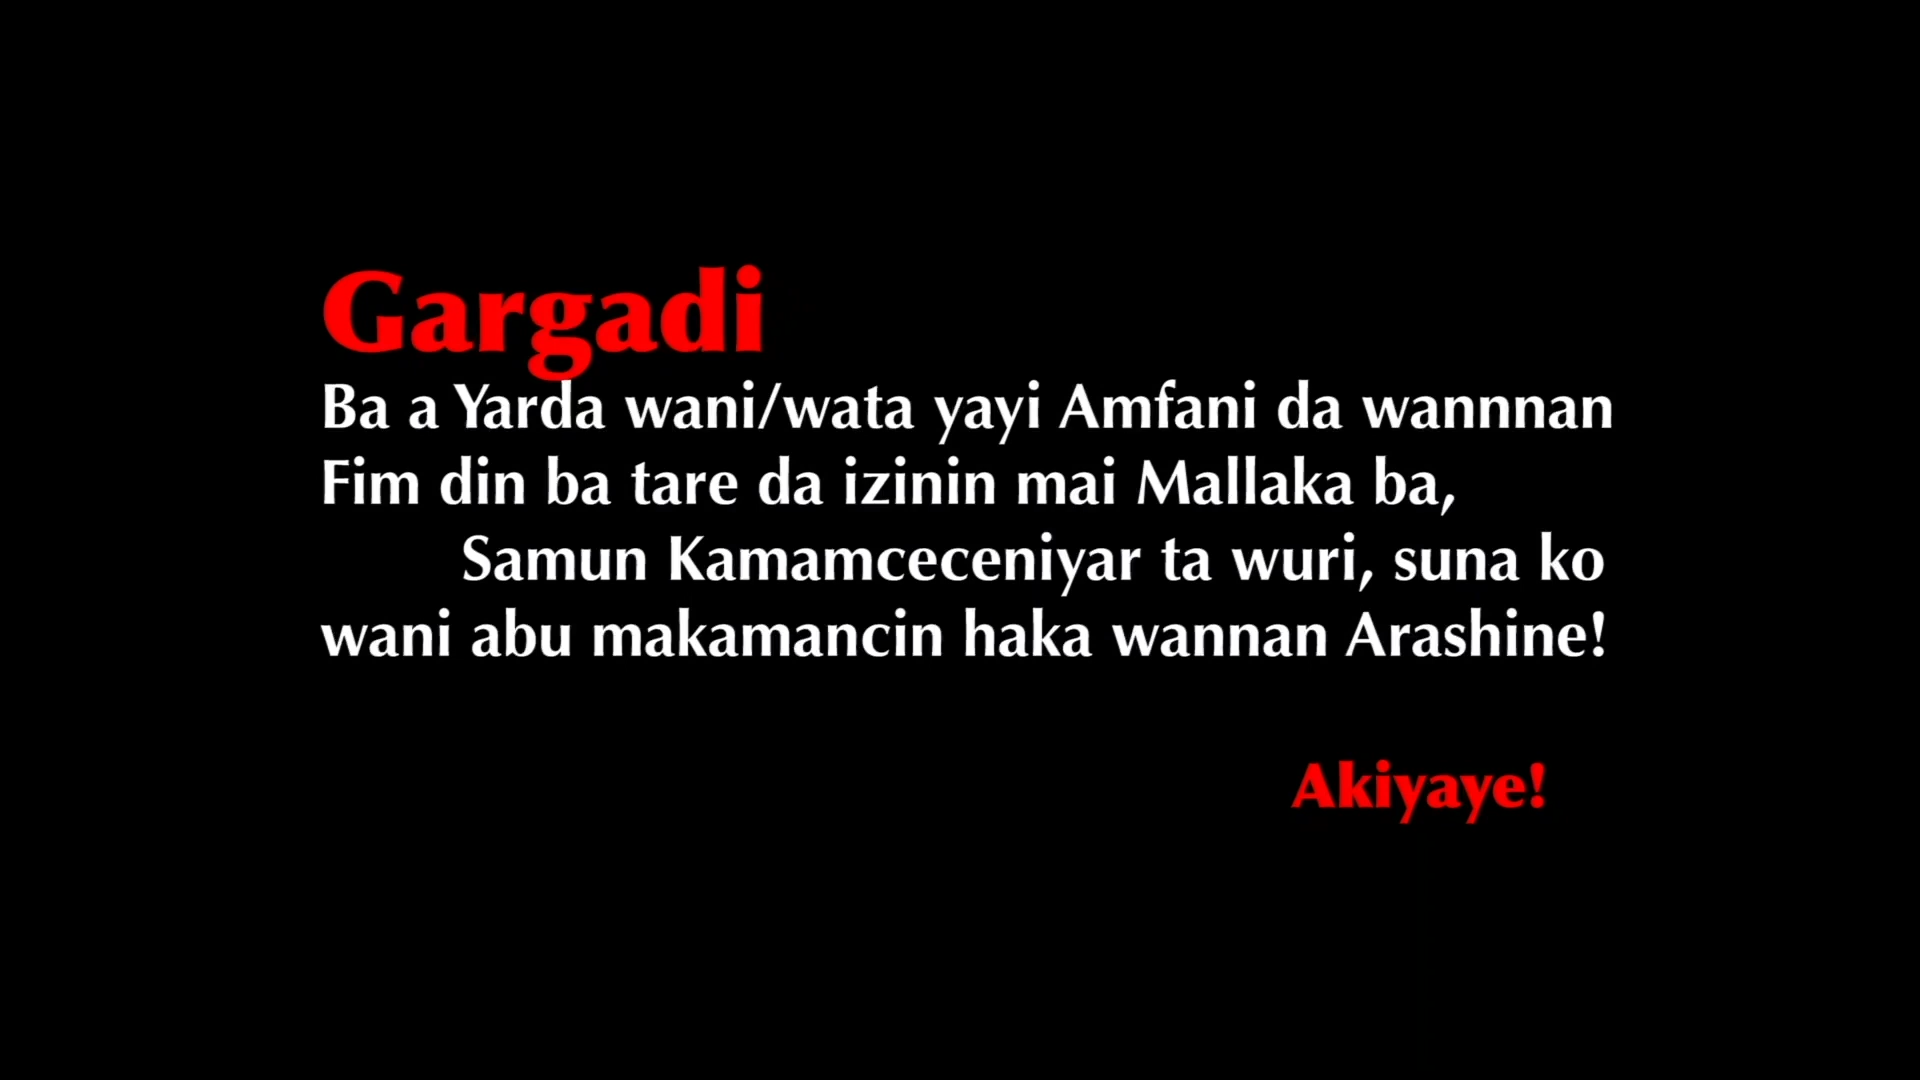 Gargadi
Ba a Yarda wani/wata yayi Amfani da wannnan
Fim din ba tare da izinin mai Mallaka ba,
Samun Kamamceceniyar ta wuri, suna ko
wani abu makamancin haka wannan Arashine!
Akiyaye!